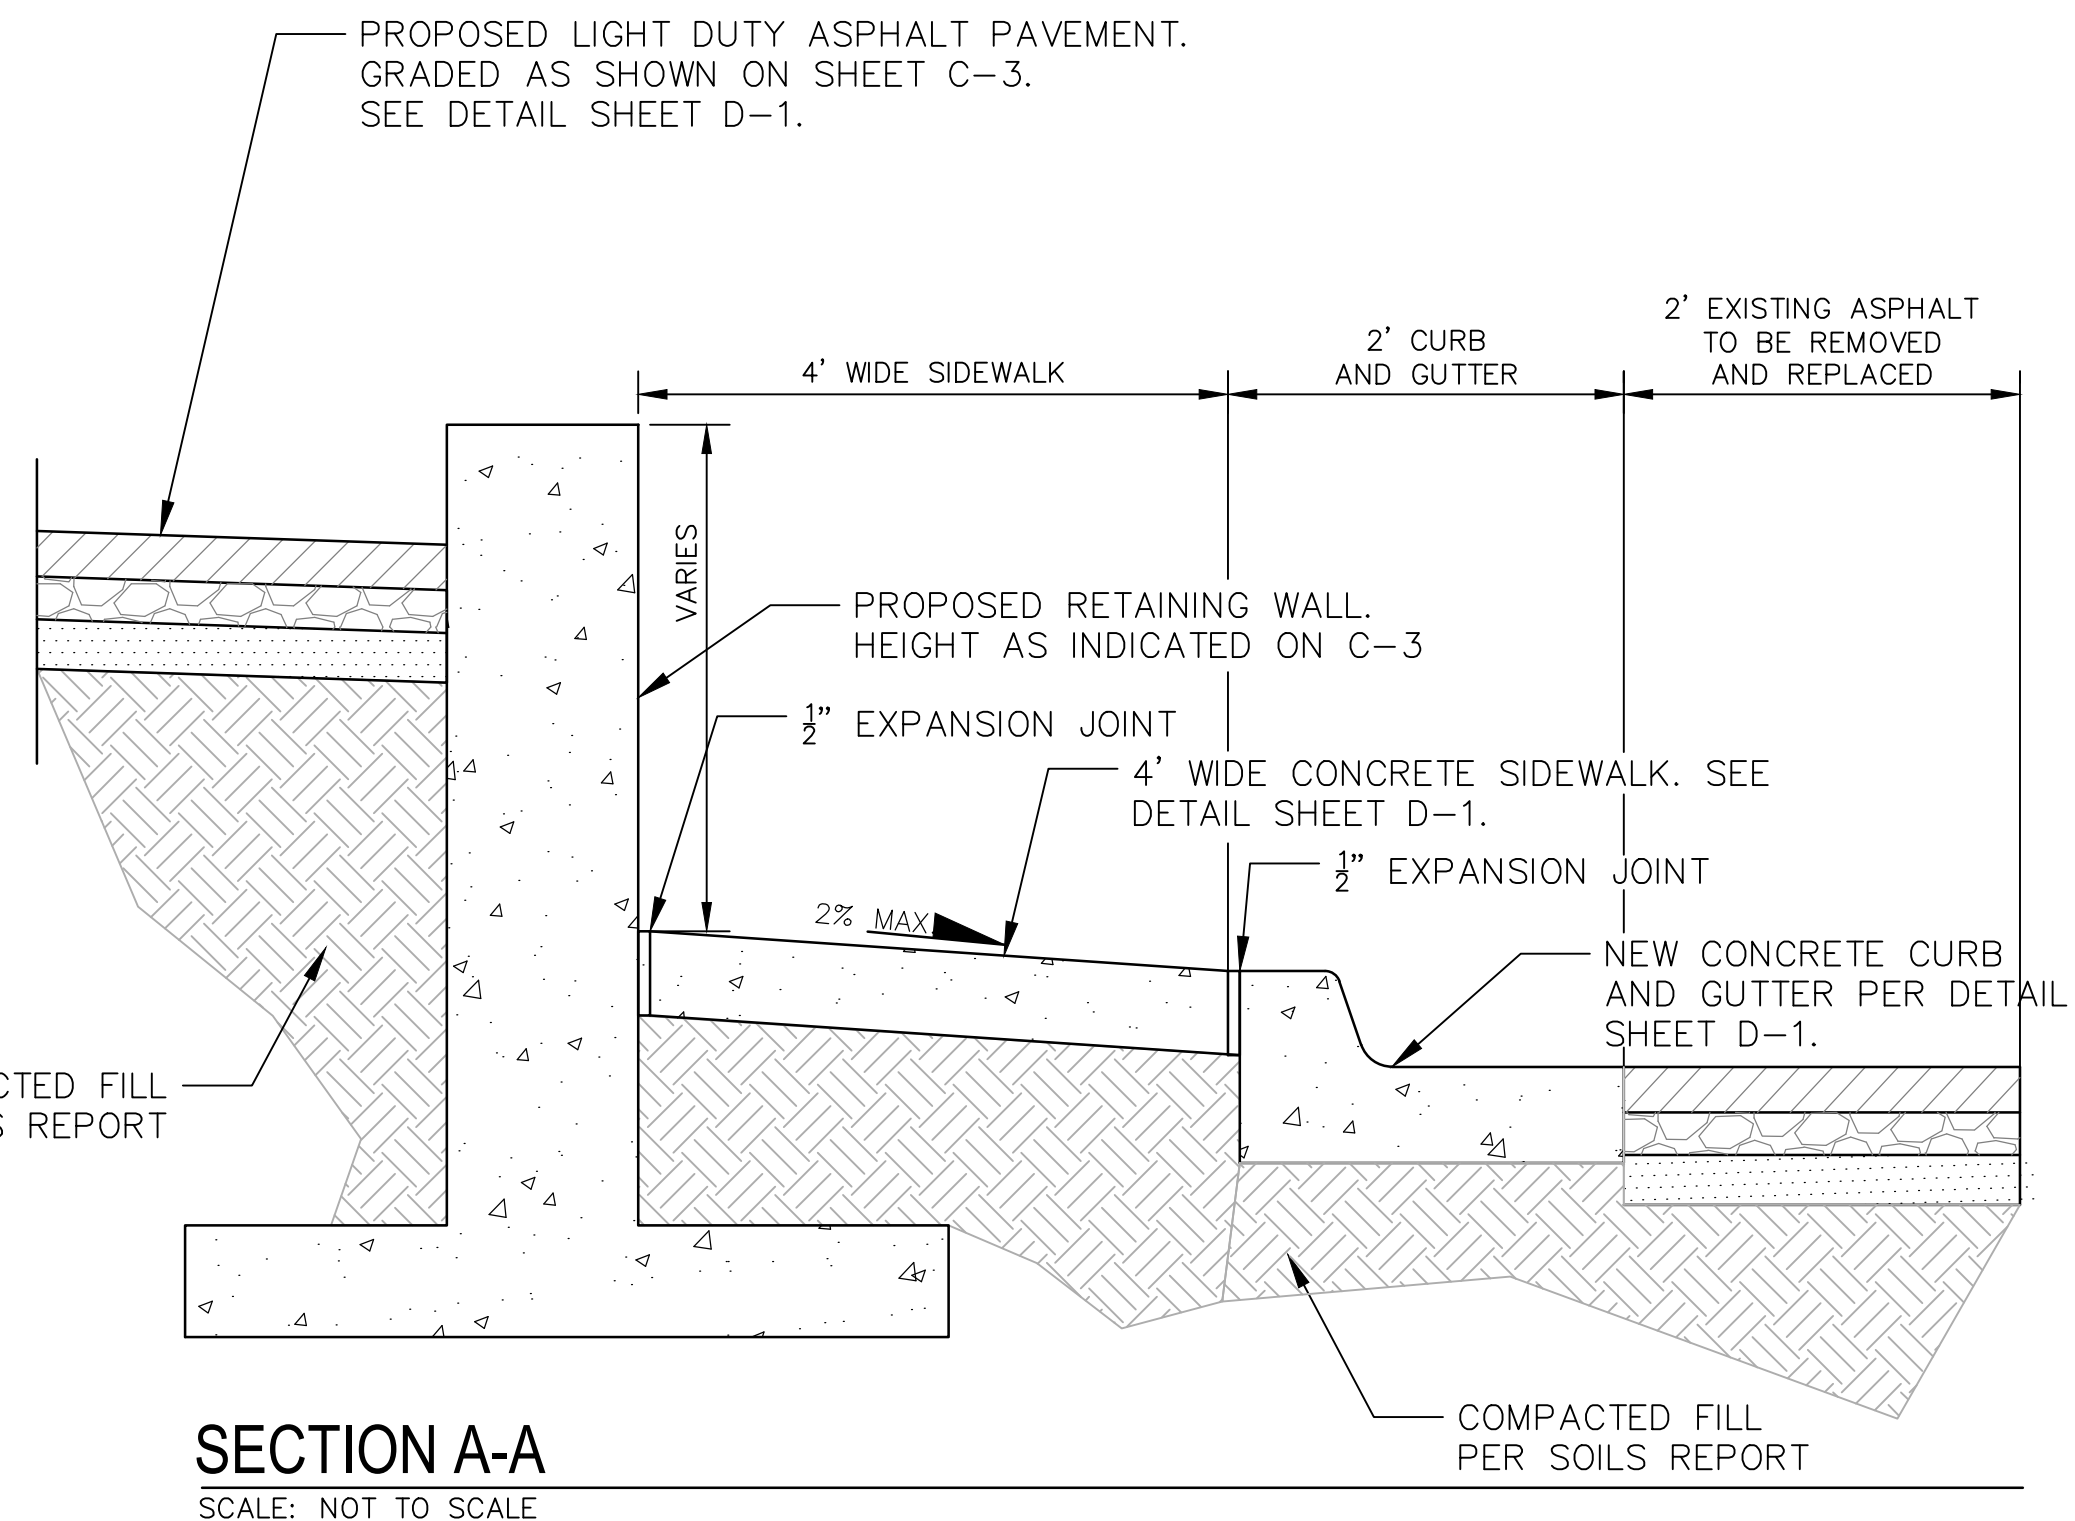 PROPOSED LIGHT DUTY ASPHALT PAVEMENT.
GRADED AS SHOWN ON SHEET C-3.
SEE DETAIL SHEET D-1.
2' EXISTING ASPHALT
TO BE REMOVED
AND REPLACED
2' CURB
AND GUTTER
4' WIDE SIDEWALK
VARIES
PROPOSED RETAINING WALL.
HEIGHT AS INDICATED ON C-3
1/2" EXPANSION JOINT
4' WIDE CONCRETE SIDEWALK. SEE
DETAIL SHEET D-1.
1/2" EXPANSION JOINT
2% MAX.
NEW CONCRETE CURB
AND GUTTER PER DETAIL
SHEET D-1.
CTED FILL
S REPORT
COMPACTED FILL
PER SOILS REPORT
SECTION A-A
SCALE: NOT TO SCALE